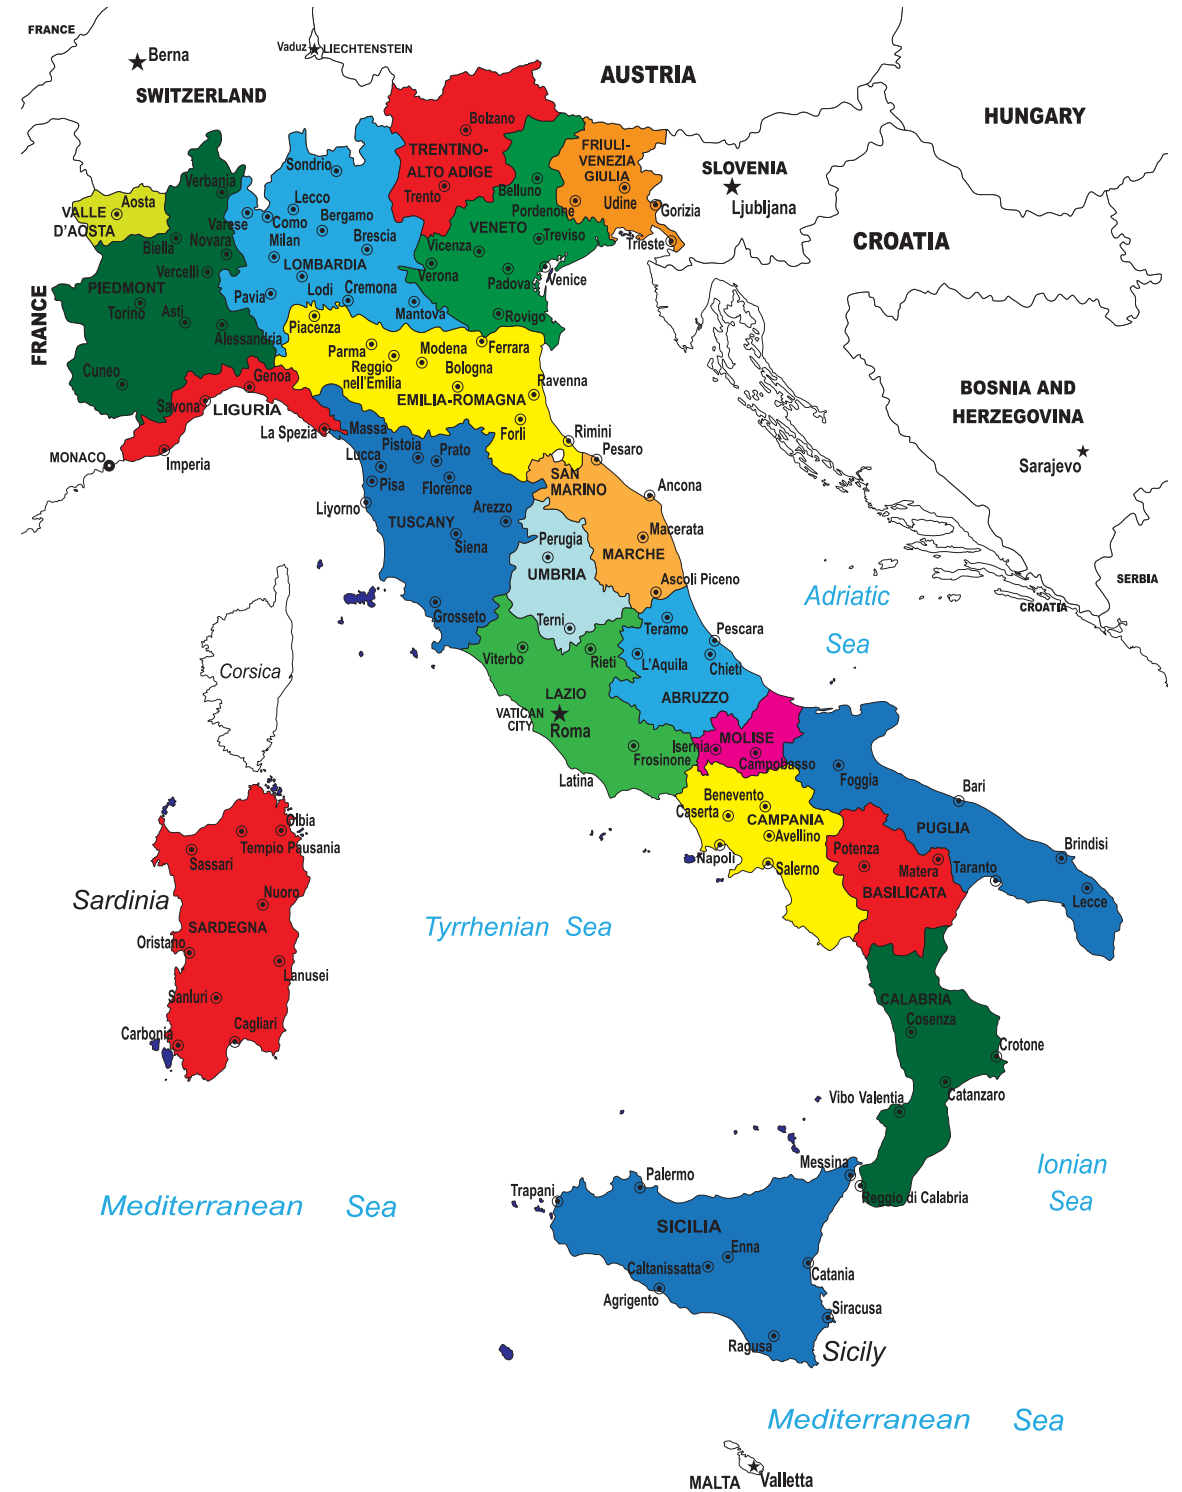 FRANCE
Berna
Vaduz
LIECHTENSTEIN
AUSTRIA
SWITZERLAND
HUNGARY
Bolzano
TRENTINO-
ALTO ADIGE
Trento
FRIULI-
VENEZIA
GIULIA
Udine
SLOVENIA
Ljubljana
Sondrio
Verbania
Belluno
Pordenone
Gorizia
Aosta
VALLE
D'AOSTA
Lecco
Varese
Como
Bergamo
Milan
Brescia
LOMBARDIA
VENETO
Treviso
Vicenza
Trieste
CROATIA
Biella
Novara
Vercelli
PIEDMONT
Torino
Asti
Pavia
Lodi
Cremona
Mantova
Verona
Padova
Venice
Rovigo
FRANCE
Alessandria
Piacenza
Parma
Reggio
nell'Emilia
Modena
Bologna
Ferrara
Cuneo
Genoa
Savona
LIGURIA
EMILIA-ROMAGNA
Ravenna
BOSNIA AND
HERZEGOVINA
Sarajevo
MONACO
Imperia
La Spezia
Massa
Pistoia
Prato
Lucca
Forli
Rimini
Pesaro
SAN
MARINO
Pisa
Florence
Liyorno
Arezzo
TUSCANY
Siena
Ancona
Macerata
MARCHE
Perugia
UMBRIA
Ascoli Piceno
Adriatic
Sea
SERBIA
CROATIA
Grosseto
Terni
Teramo
Pescara
Corsica
Viterbo
Rieti
L'Aquila
Chieti
LAZIO
ABRUZZO
VATICAN
CITY
Roma
Isernia
MOLISE
Campobasso
Frosinone
Latina
Foggia
Bari
Benevento
Caserta
CAMPANIA
Avellino
PUGLIA
Olbia
Tempio Pausania
Sassari
Napoli
Salerno
Potenza
Matera
BASILICATA
Taranto
Brindisi
Lecce
Sardinia
Nuoro
SARDEGNA
Tyrrhenian Sea
Oristano
Lanusei
Sanluri
Cagliari
Carbonia
CALABRIA
Cosenza
Crotone
Catanzaro
Vibo Valentia
Messina
Reggio di Calabria
Ionian
Sea
Palermo
Trapani
Mediterranean Sea
SICILIA
Enna
Caltanissatta
Catania
Agrigento
Siracusa
Ragusa
Sicily
Mediterranean Sea
MALTA
Valletta